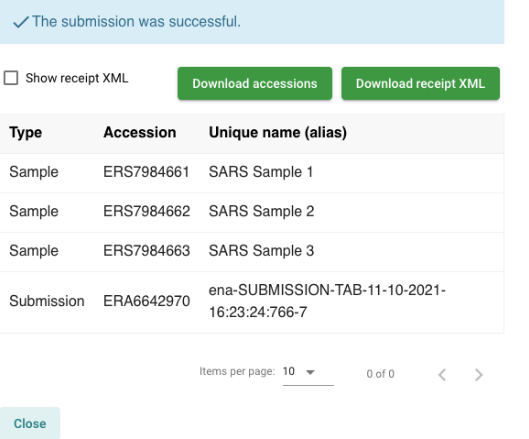 The submission was successful.
Show receipt XML
Download accessions
Download receipt XML
Type Accession Unique name (alias)
Sample ERS7984661 SARS Sample 1
Sample ERS7984662 SARS Sample 2
Sample ERS7984663 SARS Sample 3
Submission ERA6642970 ena-SUBMISSION-TAB-11-10-2021-
16:23:24:766-7
Items per page: 10 0 of 0
Close